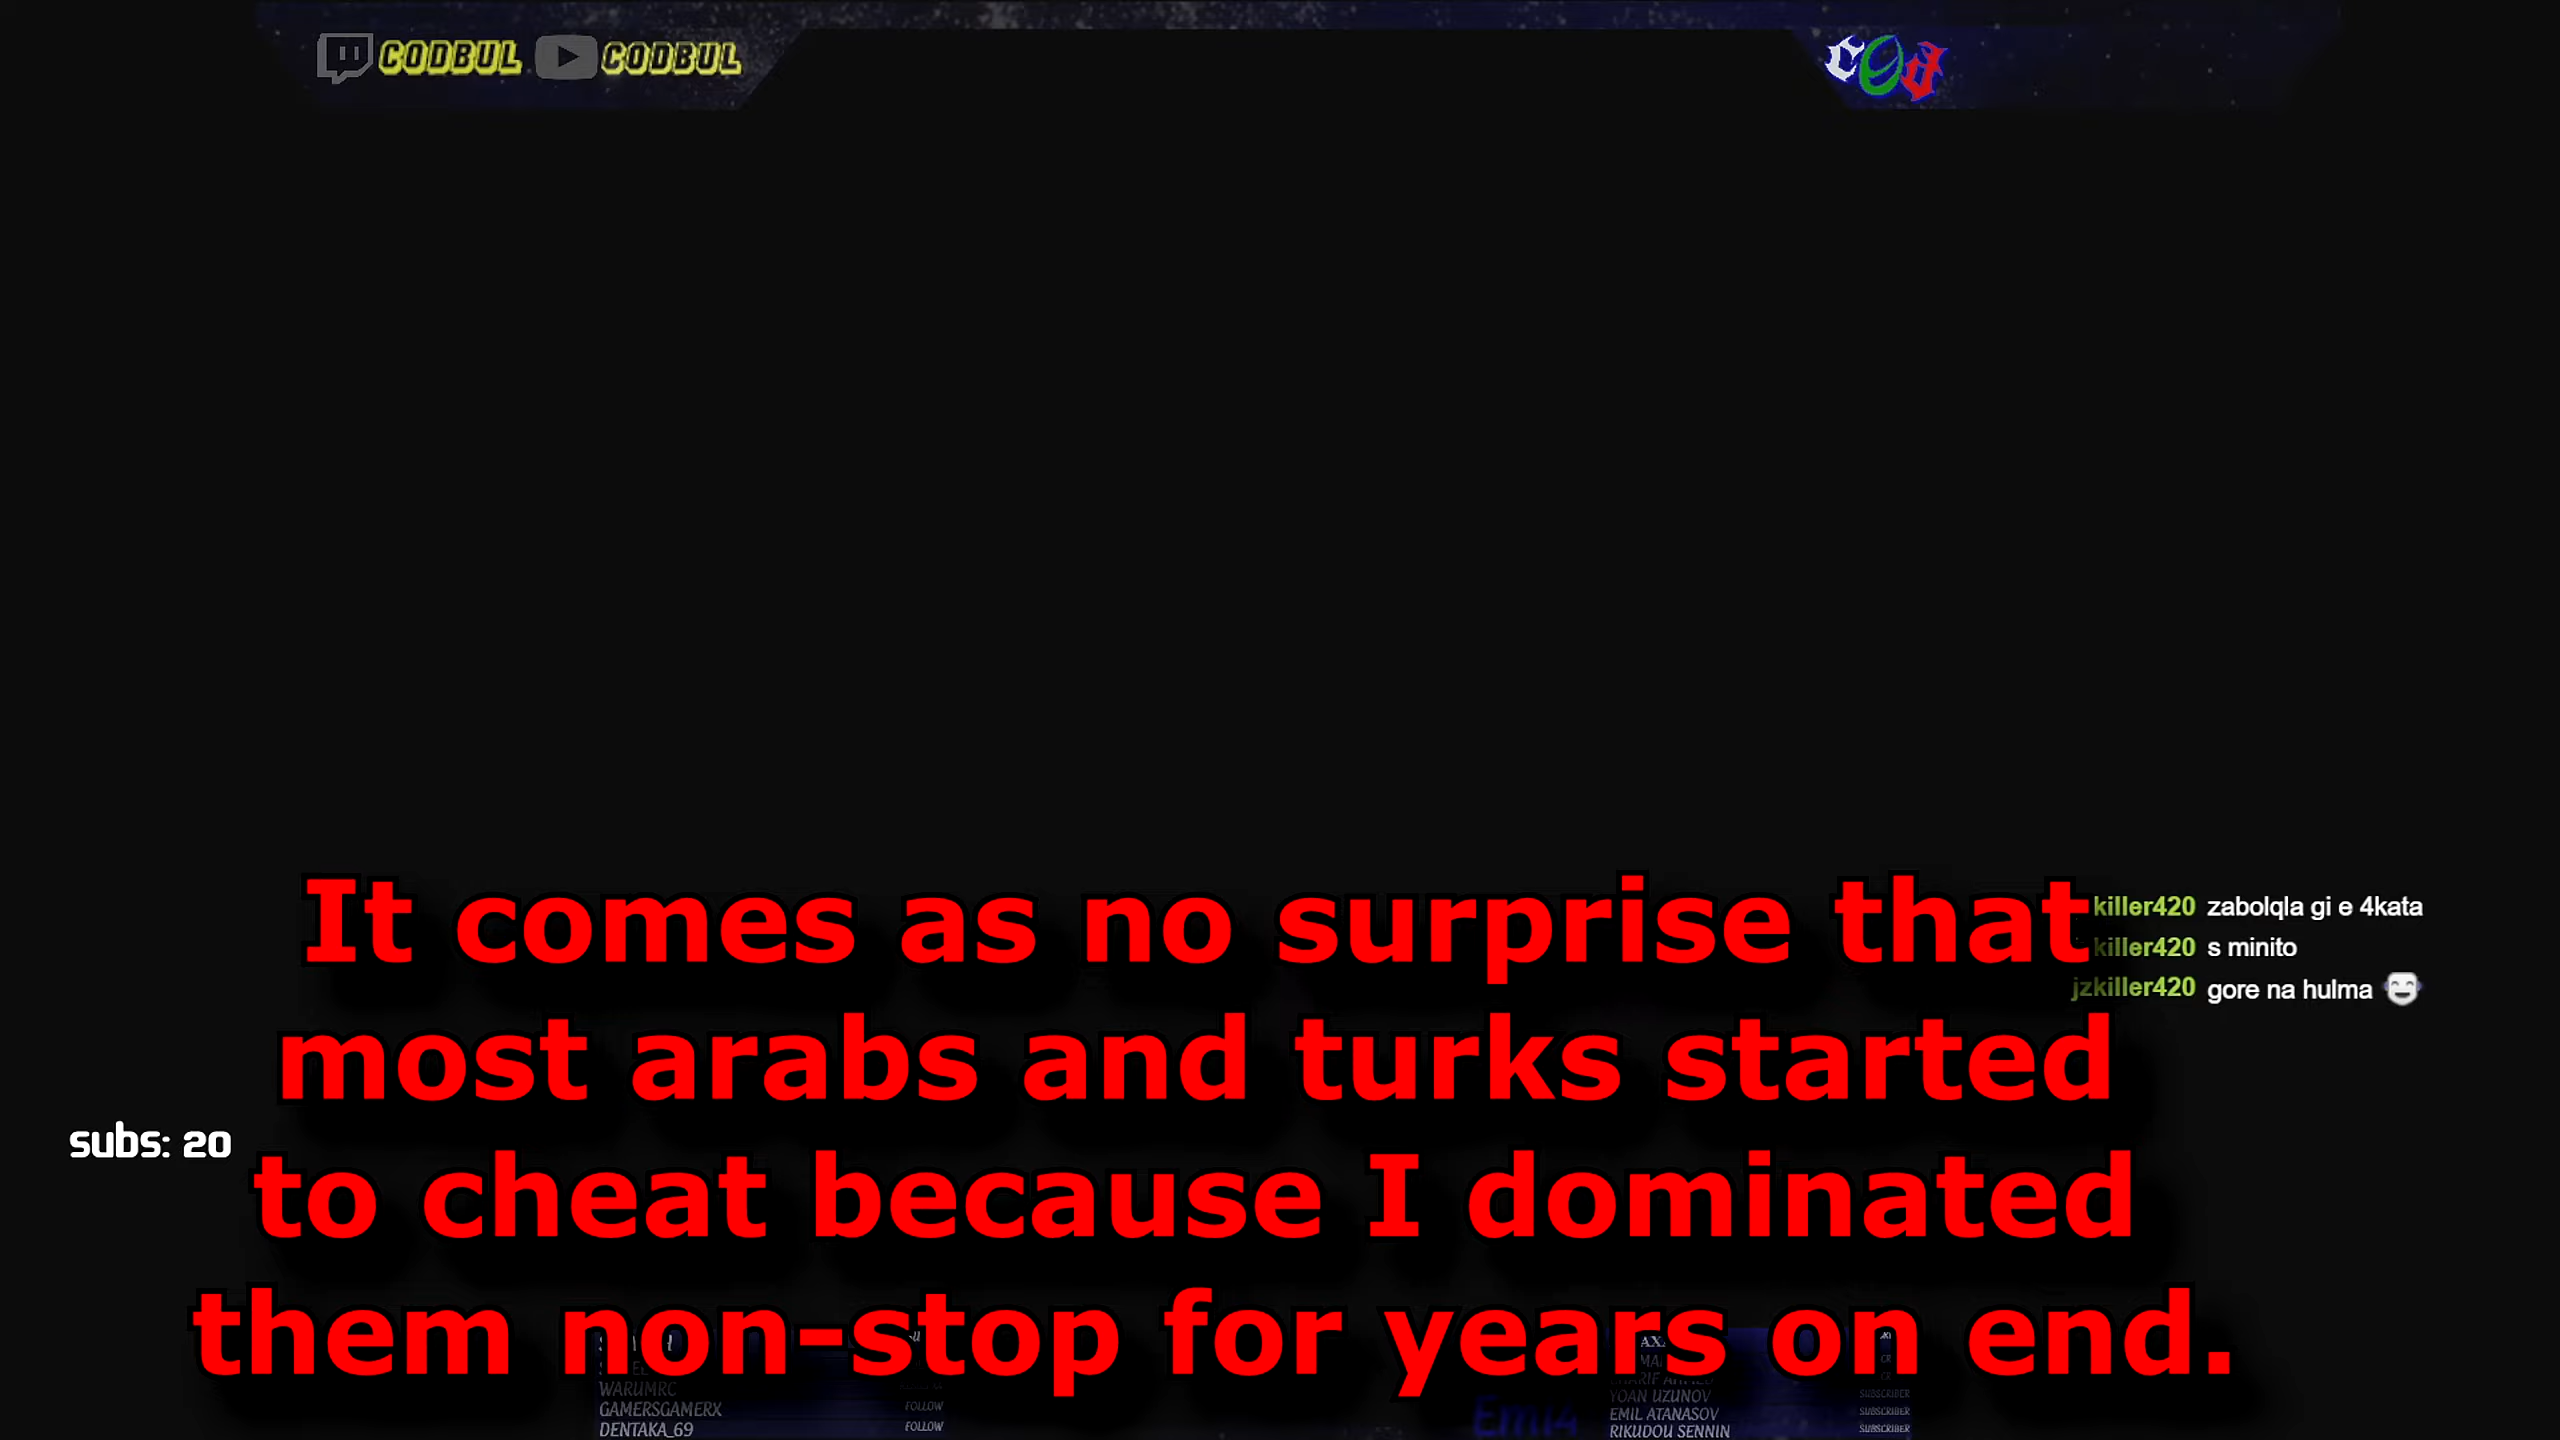 CODBUL CODBUL
cod
It comes as no surprise that
most arabs and turks started
to cheat because I dominated
them non-stop for years on end.
killer420 zabolqla gi e 4kata
killer420 s minito
jzkiller420 gore na hulma
subs: 20
WARUMRC
GAMERSGAMERX FOLLOW
DENTAKA_69 FOLLOW
Emi4
YOAN UZUNOV SUBSCRIBER
EMIL ATANASOV SUBSCRIBER
RIKUDOU SENNIN SUBSCRIBER